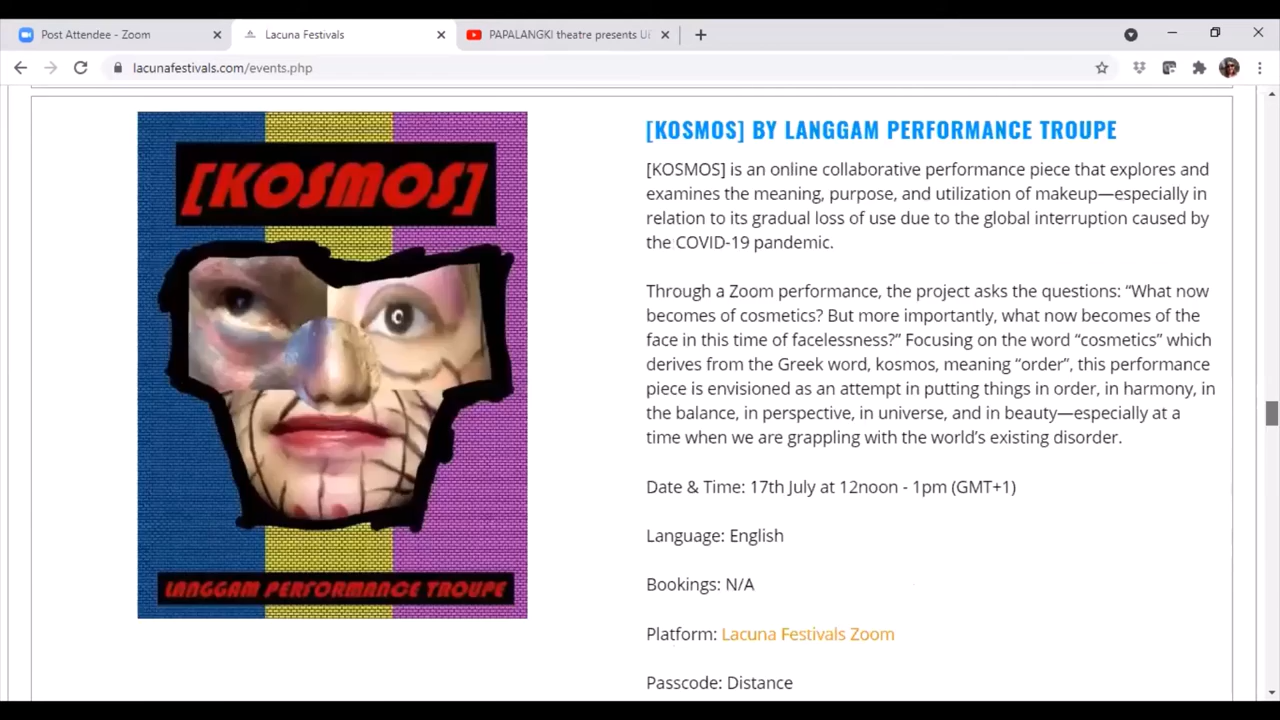 Post Attendee - Zoom
Lacuna Festivals
PAPALANGKI theatre presents Ui
lacunafestivals.com/events.php
[KOSMOS]
LANGGAM PERFORMANCE TROUPE
[KOSMOS] BY LANGGAM PERFORMANCE TROUPE
[KOSMOS] is an online collaborative performance piece that explores and
examines the meaning, purpose, and utilization of makeup—especially in
relation to its gradual loss of use due to the global interruption caused by
the COVID-19 pandemic.
Through a Zoom performance, the project asks the questions: “What now
becomes of cosmetics? But more importantly, what now becomes of the
face in this time of facelessness?” Focusing on the word “cosmetics” which
derives from the Greek word, kosmos, meaning “order”, this performance
piece is envisioned as an attempt in putting things in order, in harmony, in
the balance, in perspective, in universe, and in beauty—especially at a
time when we are grappling with the world’s existing disorder.
Date & Time: 17th July at 12noon - 1pm (GMT+1)
Language: English
Bookings: N/A
Platform: Lacuna Festivals Zoom
Passcode: Distance